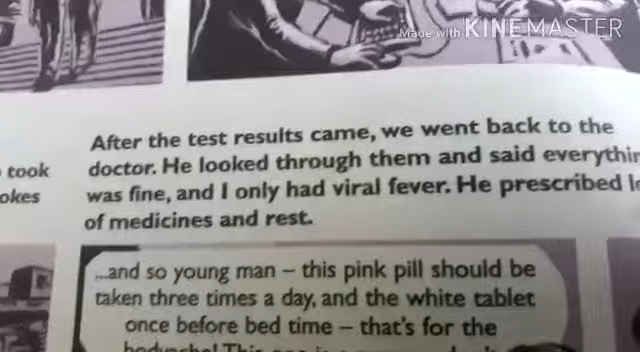 Made with KINEMASTER
After the test results came, we went back to the
doctor. He looked through them and said
was fine, and I only had viral fever. He prescribed
of medicines and rest.
took
okes
...and so young man – this pink pill should be
taken three times a day, and the white tablet
once before bed time – that's for the